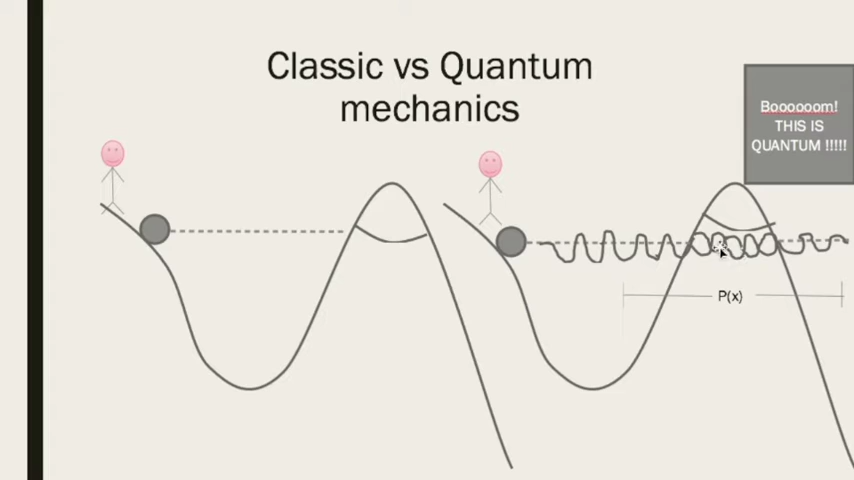 Classic vs Quantum
mechanics
Boooooom!
THIS IS
QUANTUM !!!!!
P(x)